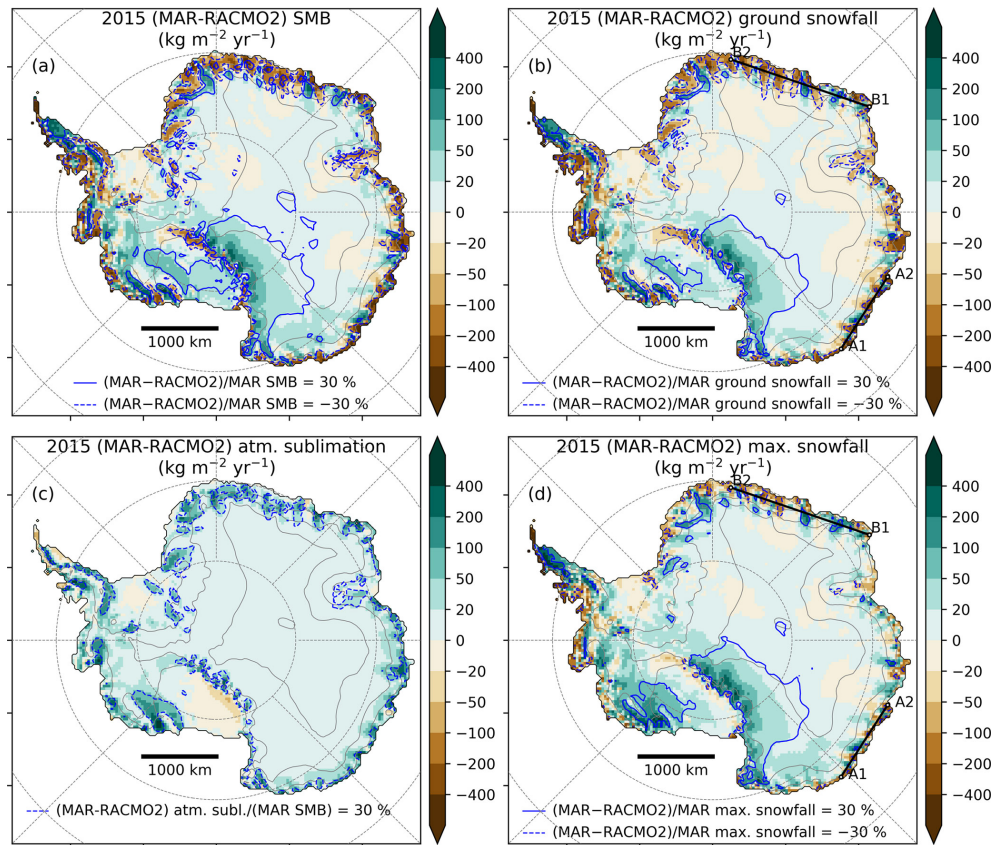 2015 (MAR-RACMO2) SMB
(kg m⁻² yr⁻¹)
(a)
400
200
100
50
20
0
−20
−50
−100
−200
−400
1000 km
(MAR−RACMO2)/MAR SMB = 30 %
(MAR−RACMO2)/MAR SMB = −30 %
2015 (MAR-RACMO2) ground snowfall
(kg m⁻² yr⁻¹)
(b)
B2
B1
A2
A1
400
200
100
50
20
0
−20
−50
−100
−200
−400
1000 km
(MAR−RACMO2)/MAR ground snowfall = 30 %
(MAR−RACMO2)/MAR ground snowfall = −30 %
2015 (MAR-RACMO2) atm. sublimation
(kg m⁻² yr⁻¹)
(c)
400
200
100
50
20
0
−20
−50
−100
−200
−400
1000 km
(MAR-RACMO2) atm. subl./(MAR SMB) = 30 %
2015 (MAR-RACMO2) max. snowfall
(kg m⁻² yr⁻¹)
(d)
B2
B1
A2
A1
400
200
100
50
20
0
−20
−50
−100
−200
−400
1000 km
(MAR−RACMO2)/MAR max. snowfall = 30 %
(MAR−RACMO2)/MAR max. snowfall = −30 %